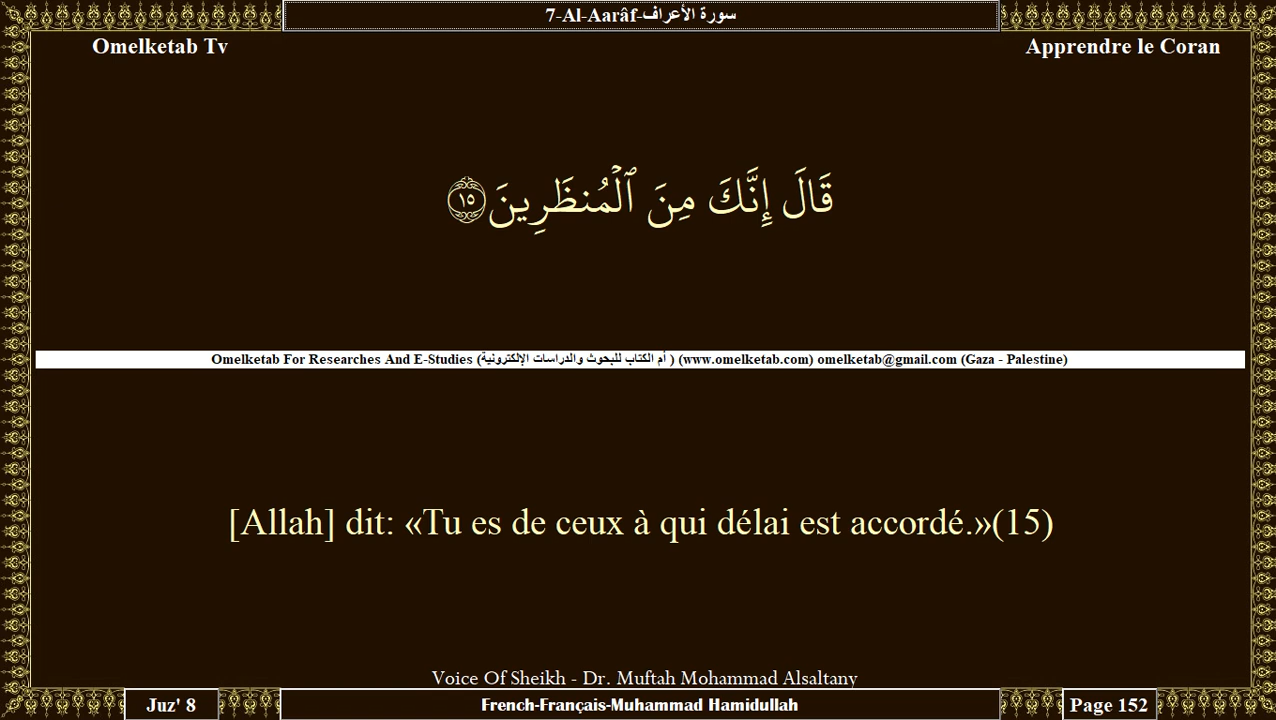 7-Al-Aarâf-سورة الأعراف
Omelketab Tv
Apprendre le Coran
قَالَ إِنَّكَ مِنَ ٱلْمُنظَرِينَ ١٥
Omelketab For Researches And E-Studies (أم الكتاب للبحوث والدراسات الإلكترونية ) (www.omelketab.com) omelketab@gmail.com (Gaza - Palestine)
[Allah] dit: «Tu es de ceux à qui délai est accordé.»(15)
Voice Of Sheikh - Dr. Muftah Mohammad Alsaltany
Juz' 8
French-Français-Muhammad Hamidullah
Page 152